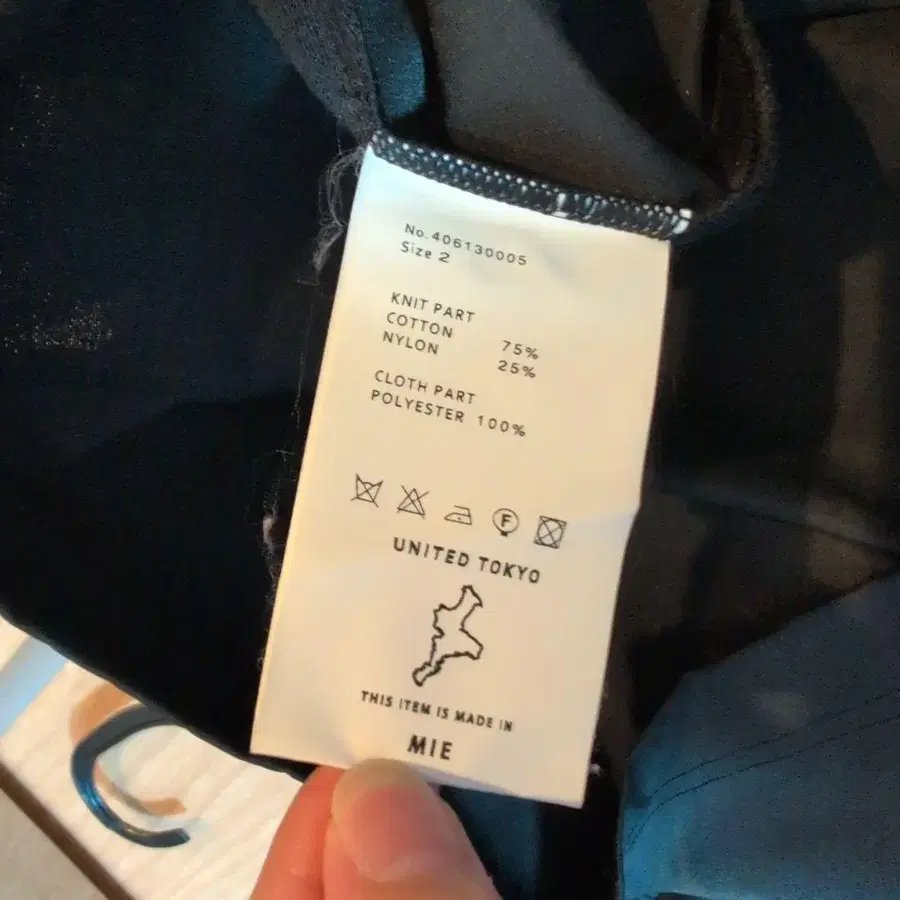 No.406130005
Size 2
KNIT PART
COTTON 75%
NYLON 25%
CLOTH PART
POLYESTER 100%
F
UNITED TOKYO
THIS ITEM IS MADE IN
MIE